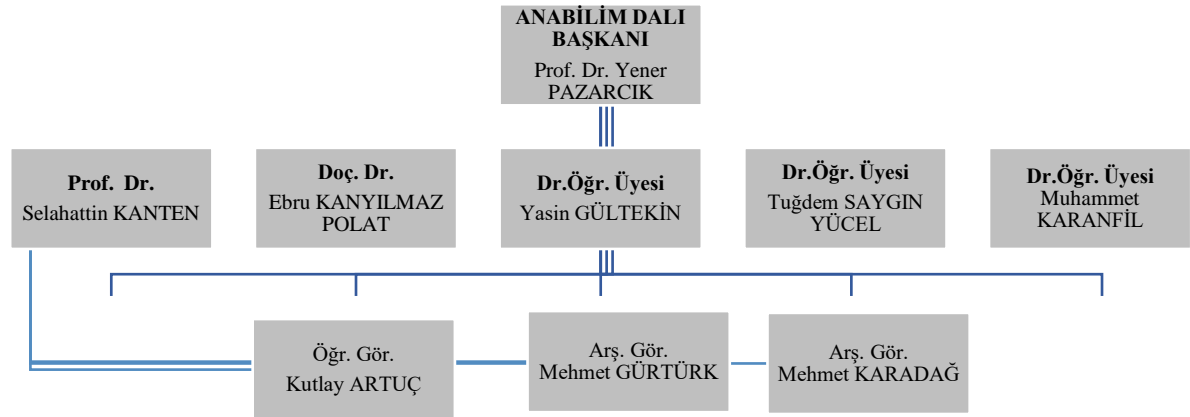 ANABİLİM DALI
BAŞKANI
Prof. Dr. Yener
PAZARCIK
Prof. Dr.
Selahattin KANTEN
Doç. Dr.
Ebru KANYILMAZ
POLAT
Dr.Öğr. Üyesi
Yasin GÜLTEKİN
Dr.Öğr. Üyesi
Tuğdem SAYGIN
YÜCEL
Dr.Öğr. Üyesi
Muhammet
KARANFİL
Öğr. Gör.
Kutlay ARTUÇ
Arş. Gör.
Mehmet GÜRTÜRK
Arş. Gör.
Mehmet KARADAĞ